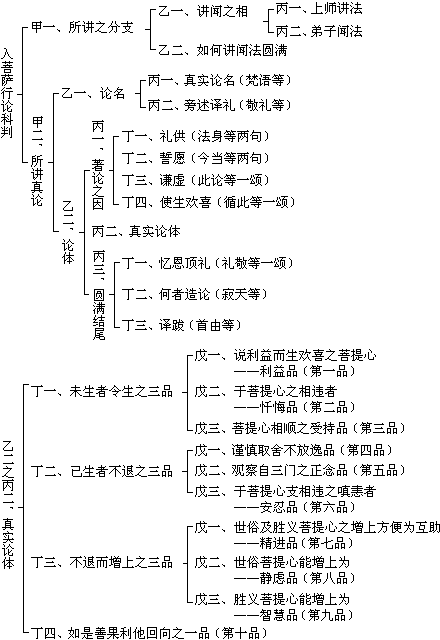 入菩萨行论科判
甲一、所讲之分支
乙一、讲闻之相
丙一、上师讲法
丙二、弟子闻法
乙二、如何讲闻法圆满
甲二、所讲真论
乙一、论名
丙一、真实论名（梵语等）
丙二、旁述译礼（敬礼等）
乙二、论体
丙一、著论之因
丁一、礼供（法身等两句）
丁二、誓愿（今当等两句）
丁三、谦虚（此论等一颂）
丁四、使生欢喜（循此等一颂）
丙二、真实论体
丙三、圆满结尾
丁一、忆恩顶礼（礼敬等一颂）
丁二、何者造论（寂天等）
丁三、译跋（首由等）
乙二之丙二、真实论体
丁一、未生者令生之三品
戊一、说利益而生欢喜之菩提心
——利益品（第一品）
戊二、于菩提心之相违者
——忏悔品（第二品）
戊三、菩提心相顺之受持品（第三品）
丁二、已生者不退之三品
戊一、谨慎取舍不放逸品（第四品）
戊二、观察自三门之正念品（第五品）
戊三、于菩提心支相违之嗔恚者
——安忍品（第六品）
丁三、不退而增上之三品
戊一、世俗及胜义菩提心之增上方便为互助
——精进品（第七品）
戊二、世俗菩提心能增上为
——静虑品（第八品）
戊三、胜义菩提心能增上为
——智慧品（第九品）
丁四、如是善果利他回向之一品（第十品）